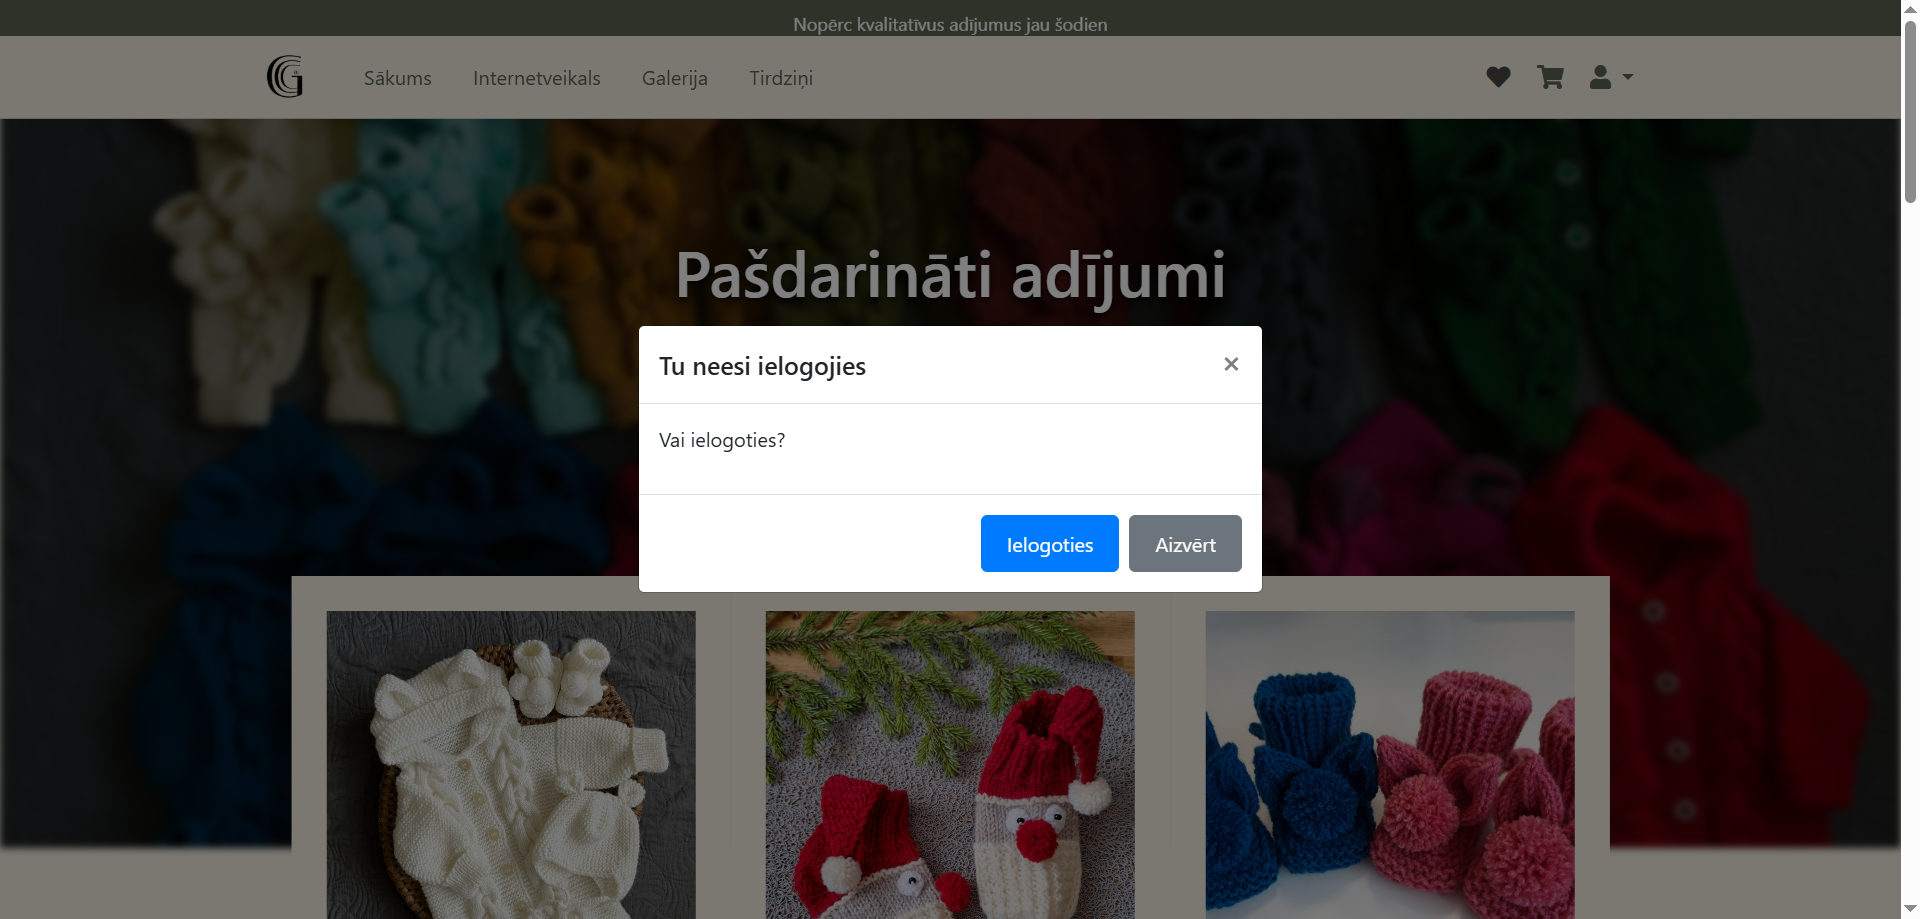 Nopērc kvalitatīvus adījumus jau šodien
Sākums Internetveikals Galerija Tirdziņi
Pašdarināti adījumi
Tu neesi ielogojies ×
Vai ielogoties?
Ielogoties Aizvērt